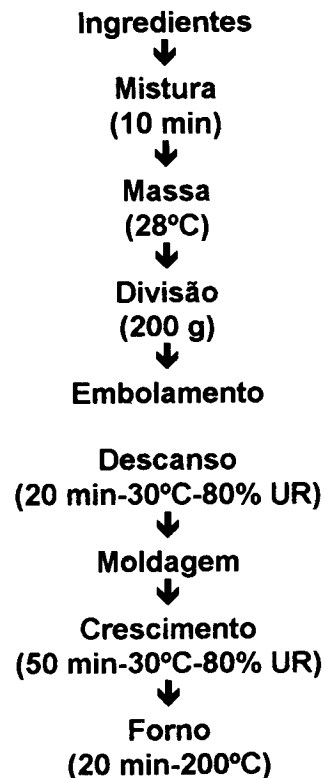 Ingredientes
Mistura
(10 min)
Massa
(28ºC)
Divisão
(200 g)
Embolamento
Descanso
(20 min-30ºC-80% UR)
Moldagem
Crescimento
(50 min-30ºC-80% UR)
Forno
(20 min-200ºC)